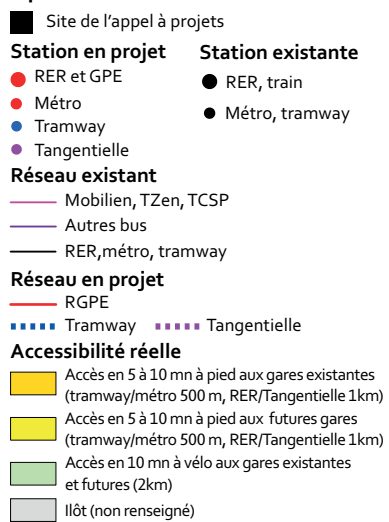 Site de l'appel à projets
Station en projet Station existante
RER et GPE
RER, train
Métro
Métro, tramway
Tramway
Tangentielle
Réseau existant
Mobilien, TZen, TCSP
Autres bus
RER,métro, tramway
Réseau en projet
RGPE
Tramway Tangentielle
Accessibilité réelle
Accès en 5 à 10 mn à pied aux gares existantes
(tramway/métro 500 m, RER/Tangentielle 1km)
Accès en 5 à 10 mn à pied aux futures gares
(tramway/métro 500 m, RER/Tangentielle 1km)
Accès en 10 mn à vélo aux gares existantes
et futures (2km)
Ilôt (non renseigné)